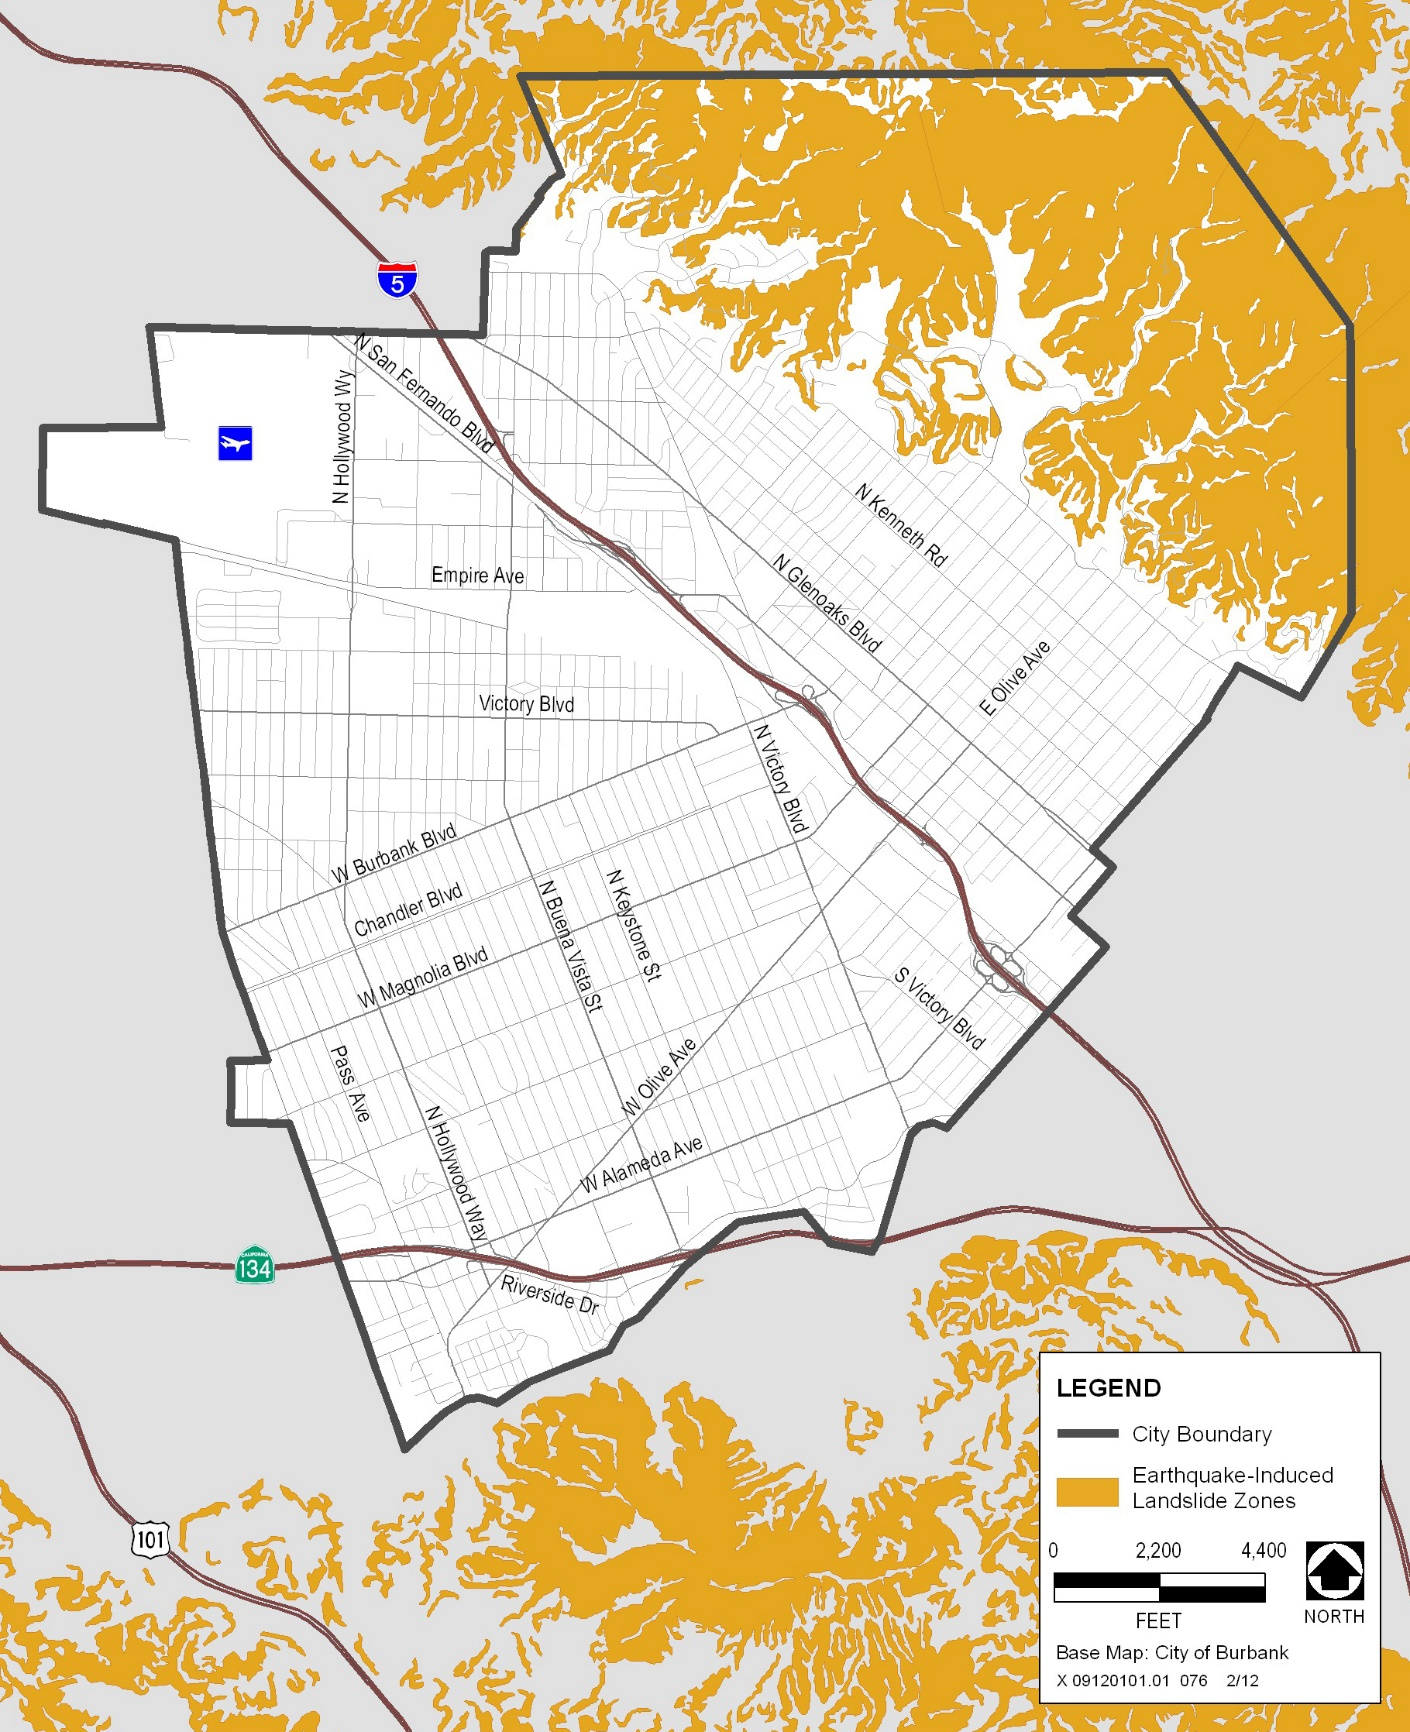 5
N San Fernando Blvd
N Hollywood Wy
N Kenneth Rd
N Glenoaks Blvd
Empire Ave
E Olive Ave
Victory Blvd
N Victory Blvd
W Burbank Blvd
Chandler Blvd
N Keystone St
N Buena Vista St
W Magnolia Blvd
S Victory Blvd
Pass Ave
W Olive Ave
N Hollywood Way
W Alameda Ave
CALIFORNIA
134
Riverside Dr
101
LEGEND
City Boundary
Earthquake-Induced
Landslide Zones
0 2,200 4,400
FEET
NORTH
Base Map: City of Burbank
X 09120101.01 076 2/12